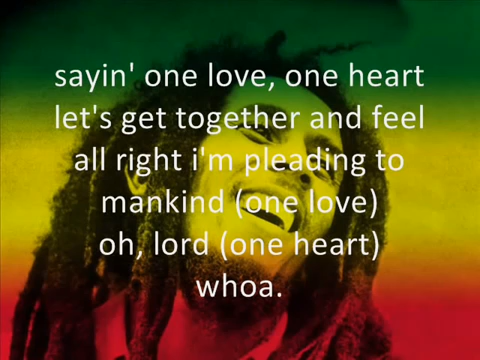 sayin' one love, one heart
let's get together and feel
all right i'm pleading to
mankind (one love)
oh, lord (one heart)
whoa.